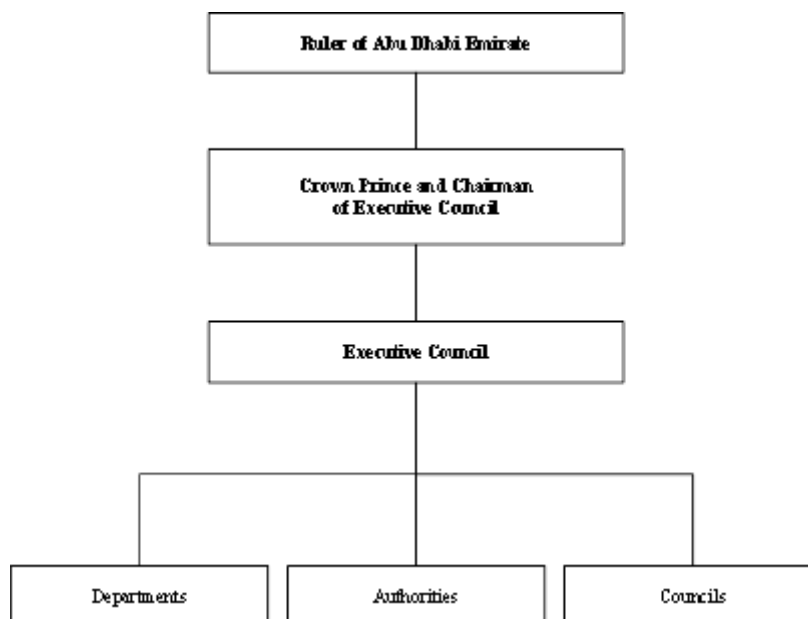 Ruler of Abu Dhabi Emirate
Crown Prince and Chairman
of Executive Council
Executive Council
Departments
Authorities
Councils